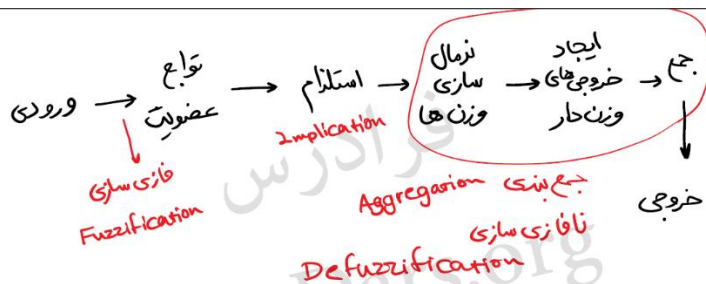 ورودی → توابع عضویت → استلزام → نرمال سازی وزن ها → ایجاد خروجی های وزن دار → جمع
خروجی
فازی سازی
Fuzzification
Implication
جمع بندی Aggregation
نافازی سازی
Defuzzification
فرادرس